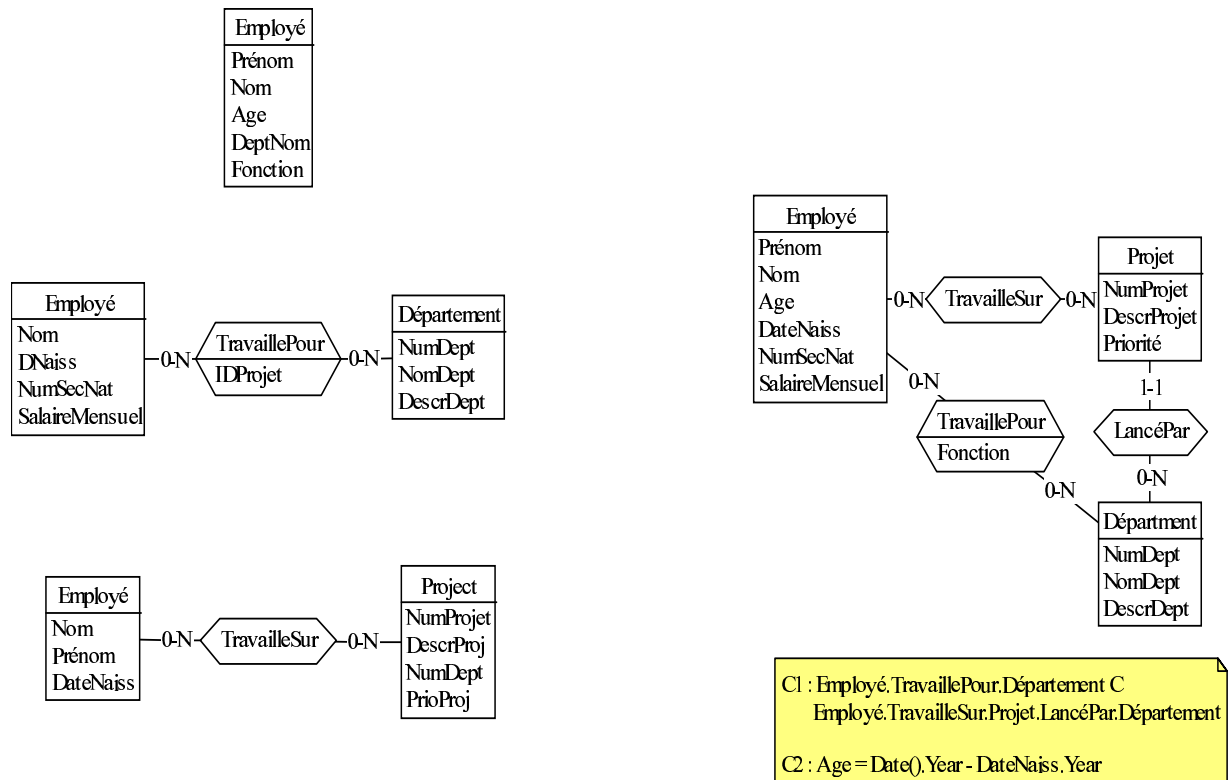 Employé
Prénom
Nom
Age
DeptNom
Fonction
Employé
Nom
DNaiss
NumSecNat
SalaireMensuel
0-N
TravaillePour
IDProjet
0-N
Département
NumDept
NomDept
DescrDept
Employé
Nom
Prénom
DateNaiss
0-N
TravailleSur
0-N
Project
NumProjet
DescrProj
NumDept
PrioProj
Employé
Prénom
Nom
Age
DateNaiss
NumSecNat
SalaireMensuel
0-N
TravailleSur
0-N
Projet
NumProjet
DescrProjet
Priorité
0-N
TravaillePour
Fonction
0-N
1-1
LancéPar
0-N
Départment
NumDept
NomDept
DescrDept
C1 : Employé.TravaillePour.Département C
Employé.TravailleSur.Projet.LancéPar.Département
C2 : Age = Date().Year - DateNaiss.Year